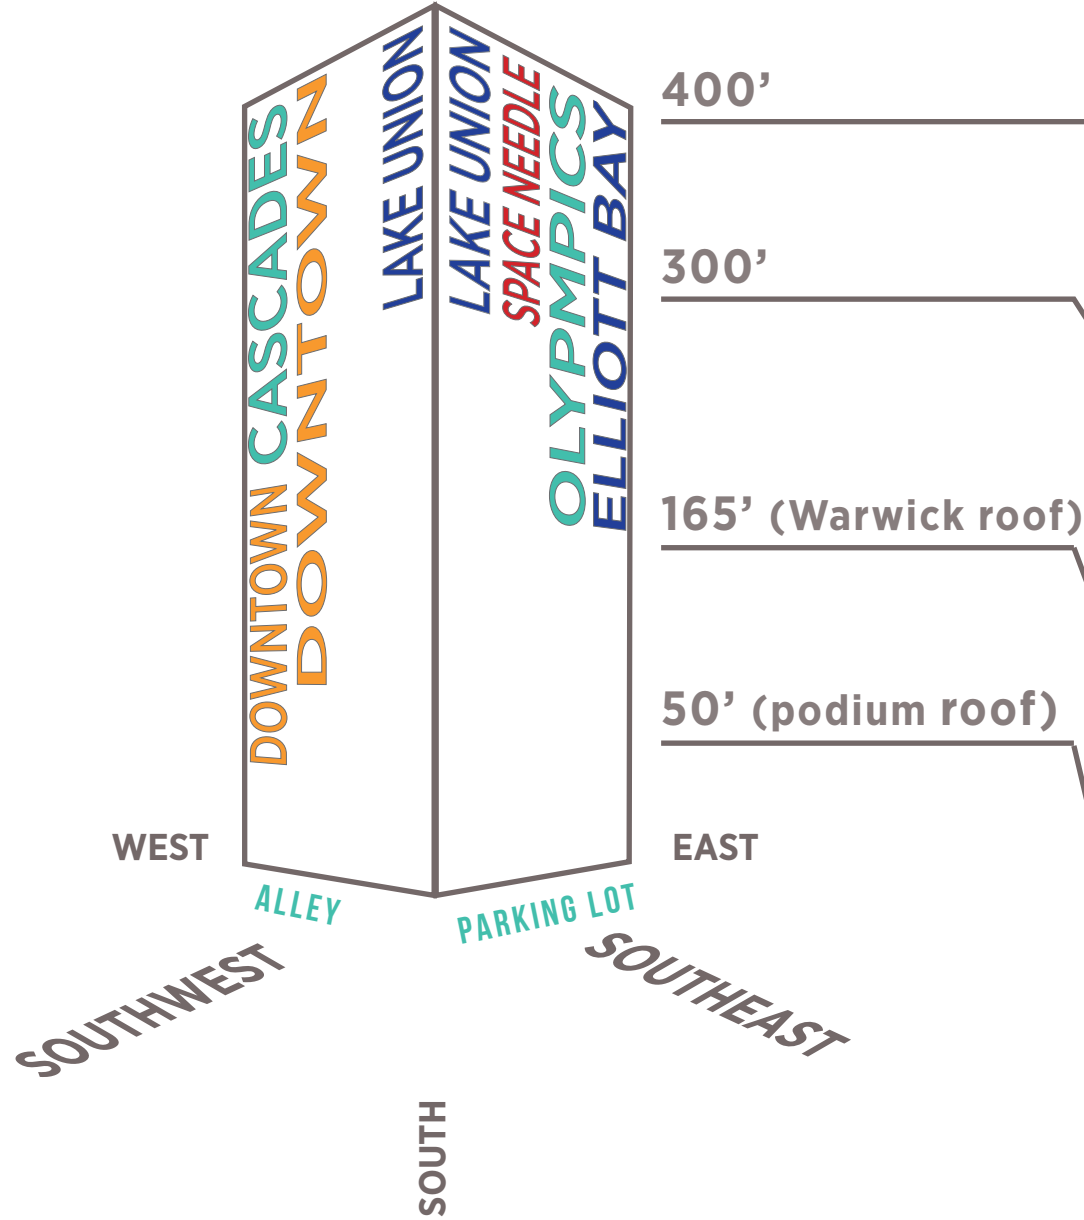 CASCADES
DOWNTOWN
DOWNTOWN
LAKE UNION
LAKE UNION
SPACE NEEDLE
OLYPMPICS
ELLIOTT BAY
400’
300’
165’ (Warwick roof)
50’ (podium roof)
WEST
EAST
ALLEY
PARKING LOT
SOUTHWEST
SOUTHEAST
SOUTH